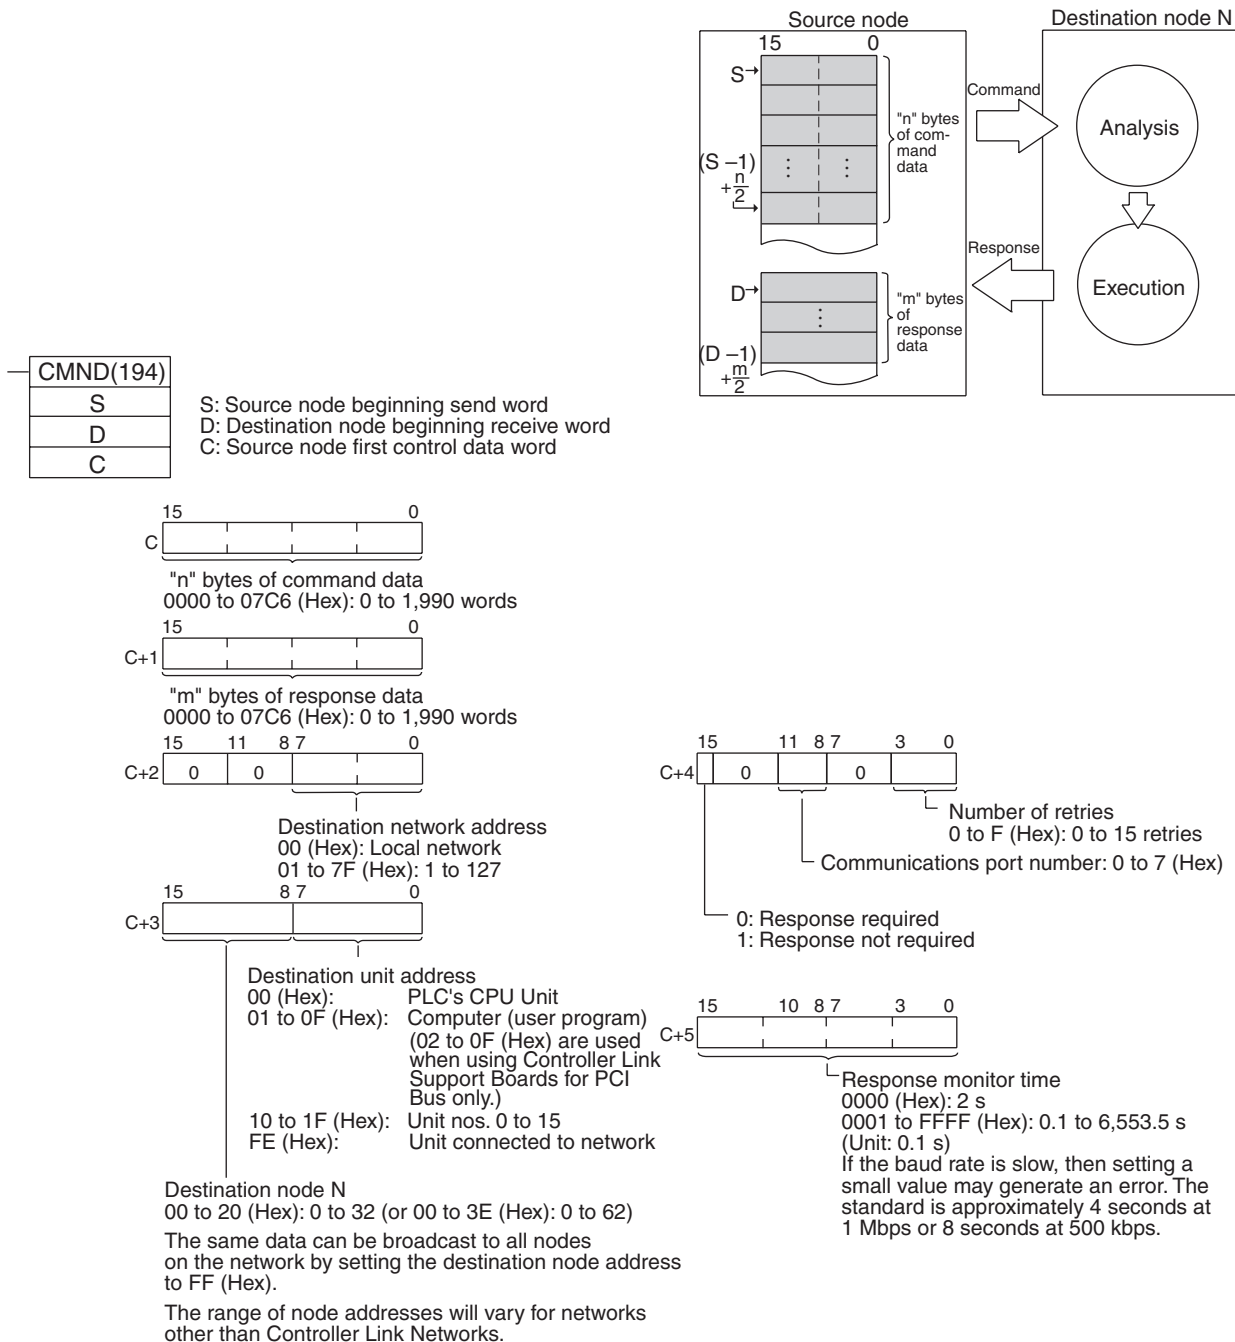 Source node
Destination node N
15 0
S
(S –1)
+n/2
"n" bytes
of com-
mand
data
Command
Analysis
Response
Execution
D
(D –1)
+m/2
"m" bytes
of
response
data
CMND(194)
S
D
C
S: Source node beginning send word
D: Destination node beginning receive word
C: Source node first control data word
15 0
C
"n" bytes of command data
0000 to 07C6 (Hex): 0 to 1,990 words
15 0
C+1
"m" bytes of response data
0000 to 07C6 (Hex): 0 to 1,990 words
15 11 8 7 0
C+2 0 0
Destination network address
00 (Hex): Local network
01 to 7F (Hex): 1 to 127
15 8 7 0
C+3
Destination unit address
00 (Hex): PLC's CPU Unit
01 to 0F (Hex): Computer (user program)
(02 to 0F (Hex) are used
when using Controller Link
Support Boards for PCI
Bus only.)
10 to 1F (Hex): Unit nos. 0 to 15
FE (Hex): Unit connected to network
Destination node N
00 to 20 (Hex): 0 to 32 (or 00 to 3E (Hex): 0 to 62)
The same data can be broadcast to all nodes
on the network by setting the destination node address
to FF (Hex).
The range of node addresses will vary for networks
other than Controller Link Networks.
15 11 8 7 3 0
C+4 0 0
Number of retries
0 to F (Hex): 0 to 15 retries
Communications port number: 0 to 7 (Hex)
0: Response required
1: Response not required
15 10 8 7 3 0
C+5
Response monitor time
0000 (Hex): 2 s
0001 to FFFF (Hex): 0.1 to 6,553.5 s
(Unit: 0.1 s)
If the baud rate is slow, then setting a
small value may generate an error. The
standard is approximately 4 seconds at
1 Mbps or 8 seconds at 500 kbps.